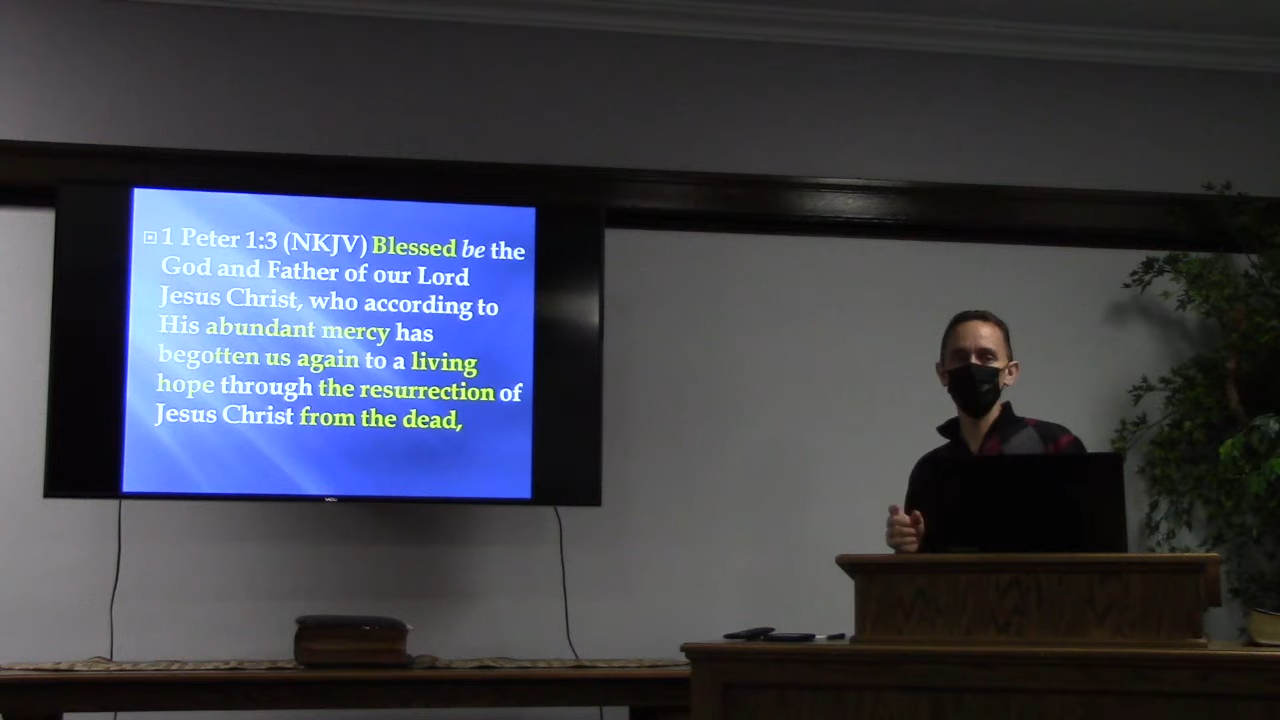 1 Peter 1:3 (NKJV) Blessed be the
God and Father of our Lord
Jesus Christ, who according to
His abundant mercy has
begotten us again to a living
hope through the resurrection of
Jesus Christ from the dead,